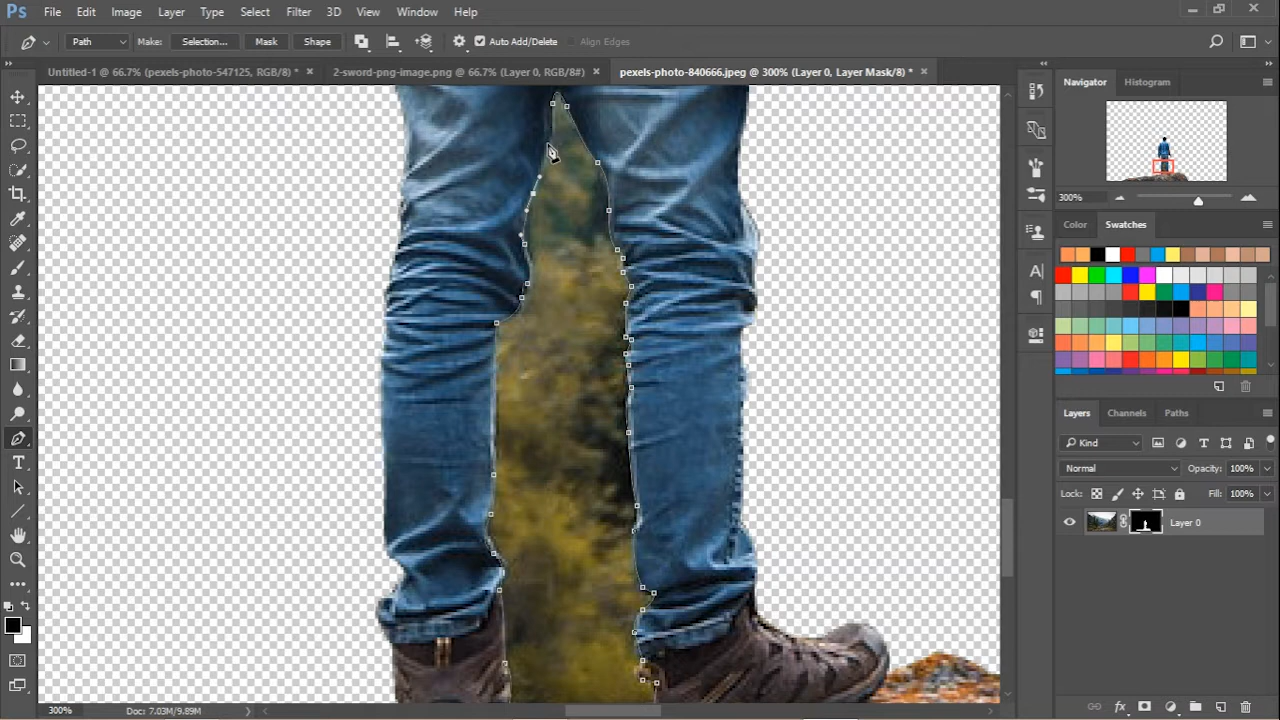 Ps File Edit Image Layer Type Select Filter 3D View Window Help
Path Make: Selection... Mask Shape Auto Add/Delete Align Edges
Untitled-1 @ 66.7% (pexels-photo-547125, RGB/8) * 2-sword-png-image.png @ 66.7% (Layer 0, RGB/8#) pexels-photo-840666.jpeg @ 300% (Layer 0, Layer Mask/8) *
Navigator Histogram
300%
Color Swatches
Layers Channels Paths
Kind
Normal Opacity: 100%
Lock: Fill: 100%
Layer 0
300% Doc: 7.03M/9.89M